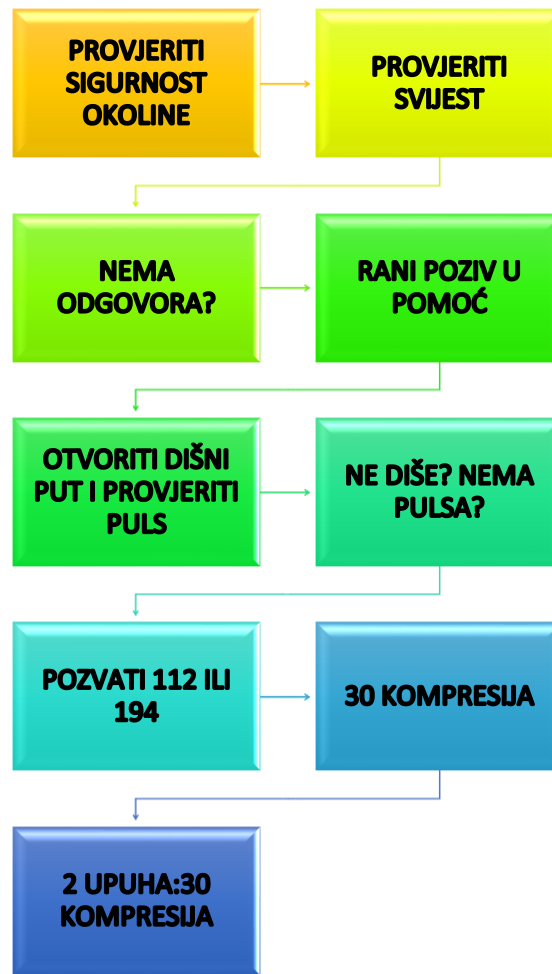 PROVJERITI
SIGURNOST
OKOLINE
PROVJERITI
SVIJEST
NEMA
ODGOVORA?
RANI POZIV U
POMOĆ
OTVORITI DIŠNI
PUT I PROVJERITI
PULS
NE DIŠE? NEMA
PULSA?
POZVATI 112 ILI
194
30 KOMPRESIJA
2 UPUHA:30
KOMPRESIJA